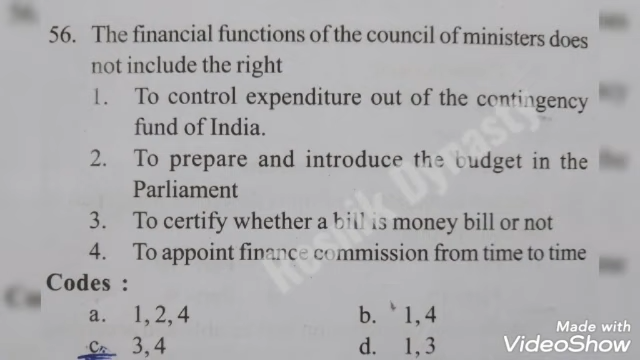 56. The financial functions of the council of ministers does
not include the right
1. To control expenditure out of the contingency
fund of India.
2. To prepare and introduce the budget in the
Parliament
3. To certify whether a bill is money bill or not
4. To appoint finance commission from time to time
Codes :
a. 1, 2, 4 b. 1, 4
c. 3, 4 d. 1, 3
Roshik Dynasty
Made with
VideoShow